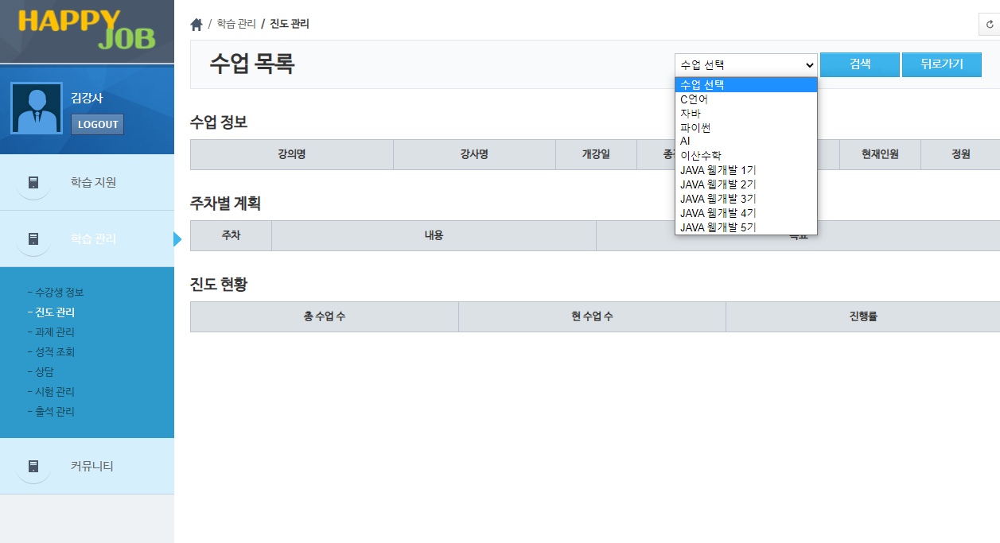 HAPPY
JOB
김강사
LOGOUT
학습 지원
학습 관리
- 수강생 정보
- 진도 관리
- 과제 관리
- 성적 조회
- 상담
- 시험 관리
- 출석 관리
커뮤니티
/ 학습 관리 / 진도 관리
수업 목록
수업 선택
검색
뒤로가기
수업 선택
C언어
자바
파이썬
AI
이산수학
JAVA 웹개발 1기
JAVA 웹개발 2기
JAVA 웹개발 3기
JAVA 웹개발 4기
JAVA 웹개발 5기
수업 정보
강의명 강사명 개강일 현재인원 정원
주차별 계획
주차 내용 목표
진도 현황
총 수업 수 현 수업 수 진행률